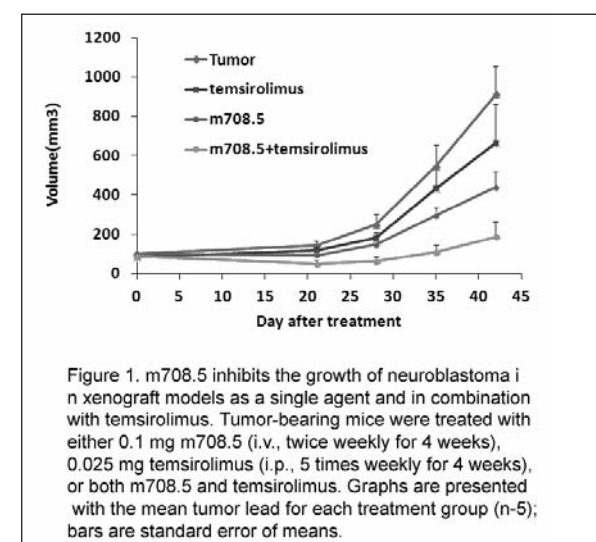 1200
1000
800
600
400
200
0
Volume(mm3)
Tumor
temsirolimus
m708.5
m708.5+temsirolimus
0 5 10 15 20 25 30 35 40 45
Day after treatment
Figure 1. m708.5 inhibits the growth of neuroblastoma i
n xenograft models as a single agent and in combination
with temsirolimus. Tumor-bearing mice were treated with
either 0.1 mg m708.5 (i.v., twice weekly for 4 weeks),
0.025 mg temsirolimus (i.p., 5 times weekly for 4 weeks),
or both m708.5 and temsirolimus. Graphs are presented
with the mean tumor lead for each treatment group (n-5);
bars are standard error of means.